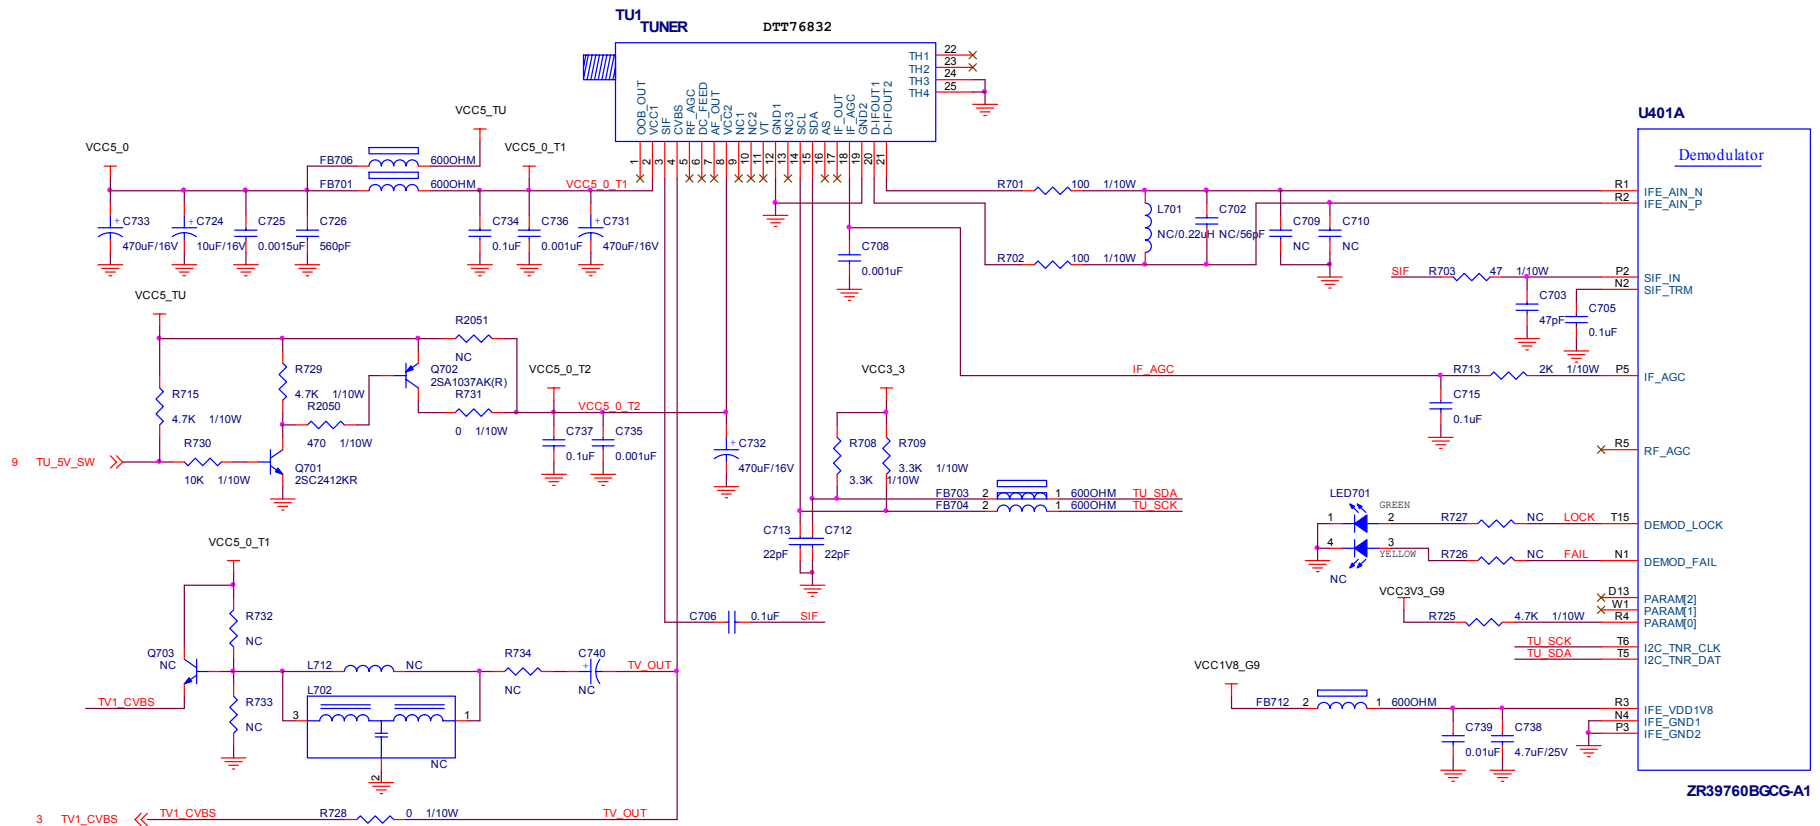 TU1
TUNER
DTT76832
TH1 22
TH2 23
TH3 24
TH4 25
OOB_OUT
VCC1
SIF
CVBS
RF_AGC
DC_FEED
AF_OUT
VCC2
NC1
NC2
VT
GND1
NC3
SCL
SDA
AS
IF_OUT
IF_AGC
GND2
D-IFOUT1
D-IFOUT2
1 2 3 4 5 6 7 8 9 10 11 12 13 14 15 16 17 18 19 20 21
VCC5_0
VCC5_TU
VCC5_0_T1
FB706 600OHM
FB701 600OHM
VCC5_0_T1
+ C733
470uF/16V
+ C724
10uF/16V
C725
0.0015uF
C726
560pF
C734
0.1uF
C736
0.001uF
+ C731
470uF/16V
VCC5_TU
R715
4.7K 1/10W
R729
4.7K 1/10W
R2050
470 1/10W
R2051
NC
Q702
2SA1037AK(R)
R731
0 1/10W
R730
10K 1/10W
Q701
2SC2412KR
9 TU_5V_SW
VCC5_0_T2
VCC5_0_T2
C737
0.1uF
C735
0.001uF
+ C732
470uF/16V
C708
0.001uF
VCC3_3
R708
3.3K 1/10W
R709
3.3K 1/10W
FB703 2 1 600OHM TU_SDA
FB704 2 1 600OHM TU_SCK
C713
22pF
C712
22pF
C706 0.1uF SIF
VCC5_0_T1
R732
NC
Q703
NC
R733
NC
TV1_CVBS
L712 NC
L702
3 1
2
NC
R734
NC
C740
+
NC
TV_OUT
3 TV1_CVBS
TV1_CVBS
R728 0 1/10W
TV_OUT
R701 100 1/10W
R702 100 1/10W
L701
NC/0.22uH
C702
NC/56pF
C709
NC
C710
NC
SIF R703 47 1/10W
C703
47pF
C705
0.1uF
IF_AGC
R713 2K 1/10W
C715
0.1uF
LED701
GREEN
1 2
4 3
YELLOW
NC
R727 NC LOCK
R726 NC FAIL
VCC3V3_G9
R725 4.7K 1/10W
TU_SCK
TU_SDA
VCC1V8_G9
FB712 2 1 600OHM
C739
0.01uF
C738
4.7uF/25V
U401A
Demodulator
R1 IFE_AIN_N
R2 IFE_AIN_P
P2 SIF_IN
N2 SIF_TRM
P5 IF_AGC
R5 RF_AGC
T15 DEMOD_LOCK
N1 DEMOD_FAIL
D13 PARAM[2]
W1 PARAM[1]
R4 PARAM[0]
T6 I2C_TNR_CLK
T5 I2C_TNR_DAT
R3 IFE_VDD1V8
N4 IFE_GND1
P3 IFE_GND2
ZR39760BGCG-A1